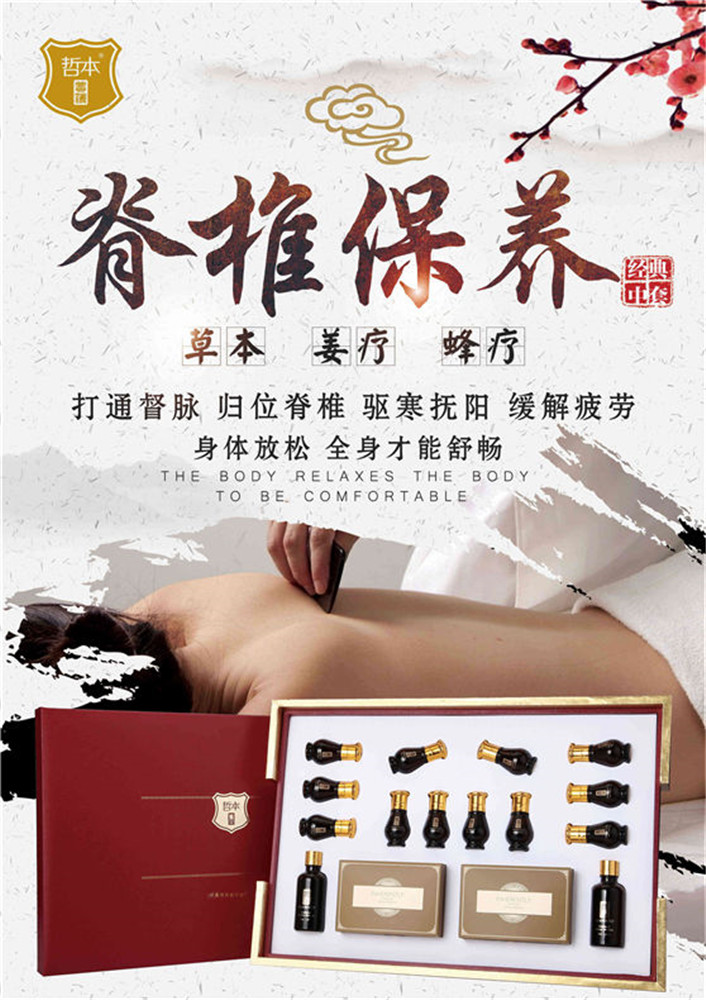 哲本®
脊椎保养
经典
中套
草本 姜疗 蜂疗
打通督脉 归位脊椎 驱寒抚阳 缓解疲劳
身体放松 全身才能舒畅
THE BODY RELAXES THE BODY
TO BE COMFORTABLE
哲本